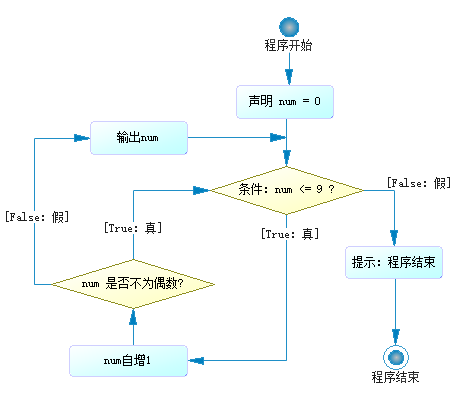 程序开始
声明 num = 0
输出num
条件: num <= 9 ?
[False: 假]
[False: 假]
[True: 真]
[True: 真]
提示: 程序结束
num 是否不为偶数?
num自增1
程序结束